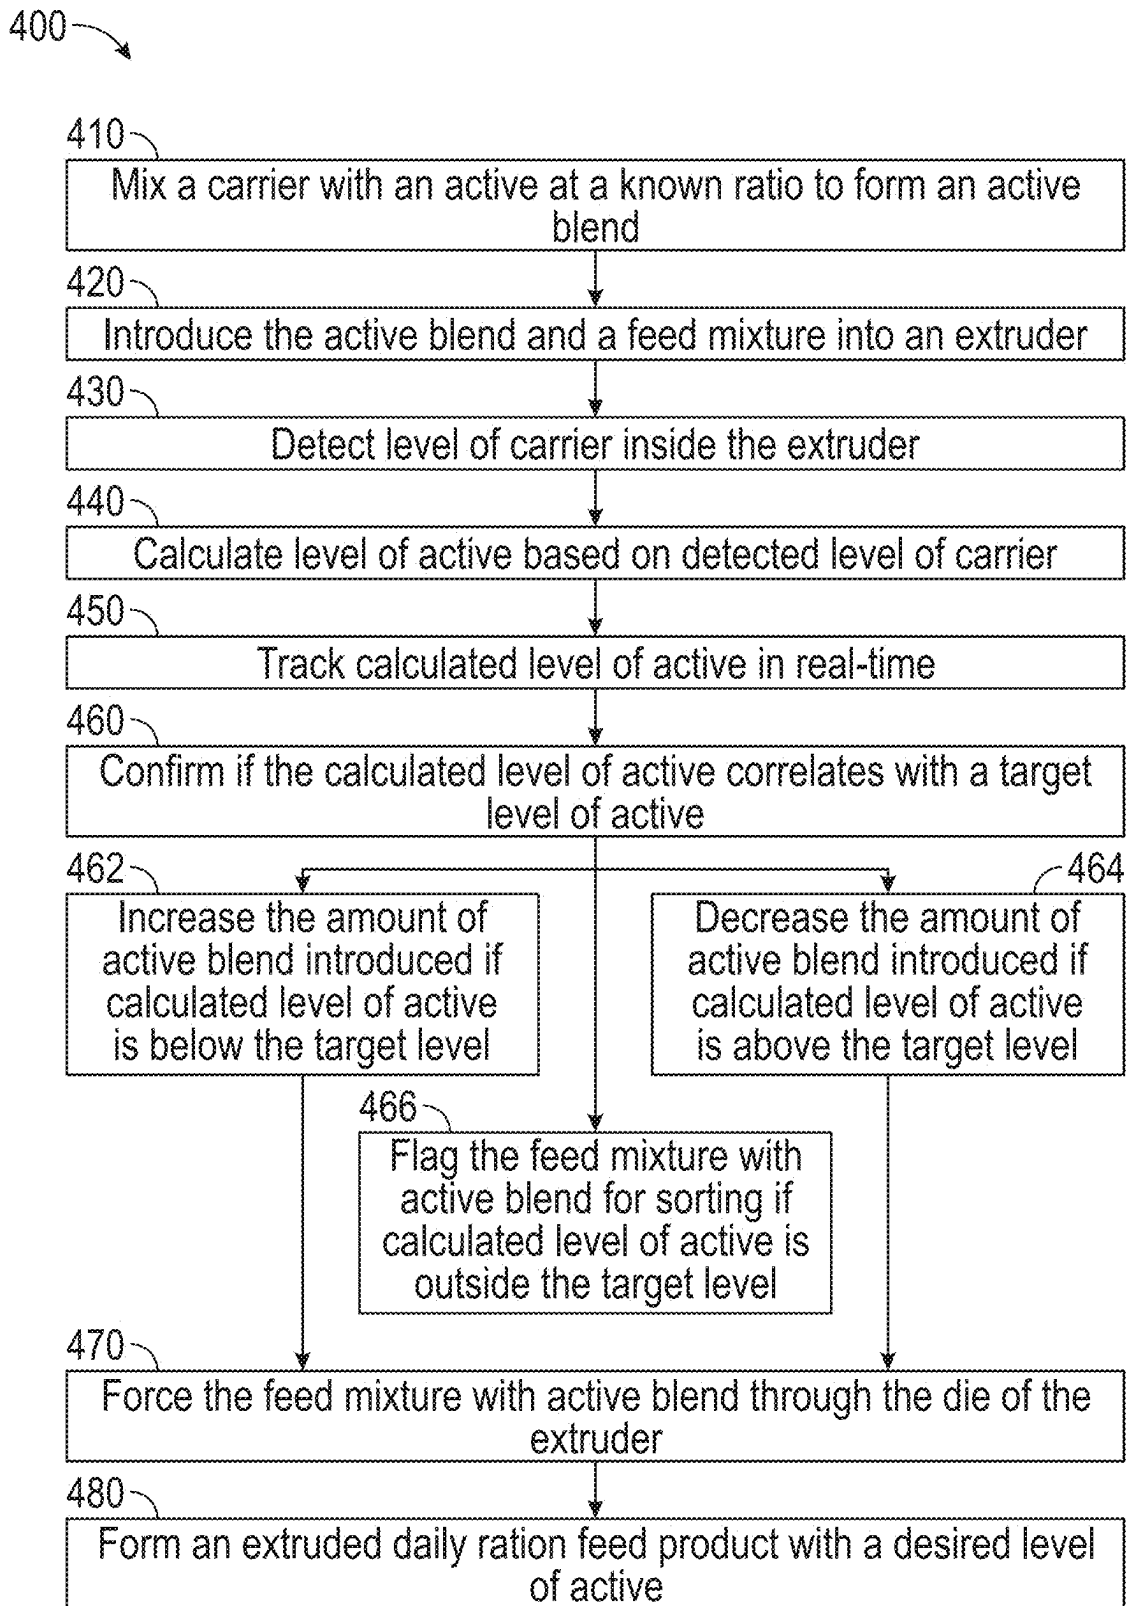 400
410
Mix a carrier with an active at a known ratio to form an active
blend
420
Introduce the active blend and a feed mixture into an extruder
430
Detect level of carrier inside the extruder
440
Calculate level of active based on detected level of carrier
450
Track calculated level of active in real-time
460
Confirm if the calculated level of active correlates with a target
level of active
462
Increase the amount of
active blend introduced if
calculated level of active
is below the target level
464
Decrease the amount of
active blend introduced if
calculated level of active
is above the target level
466
Flag the feed mixture with
active blend for sorting if
calculated level of active is
outside the target level
470
Force the feed mixture with active blend through the die of the
extruder
480
Form an extruded daily ration feed product with a desired level
of active